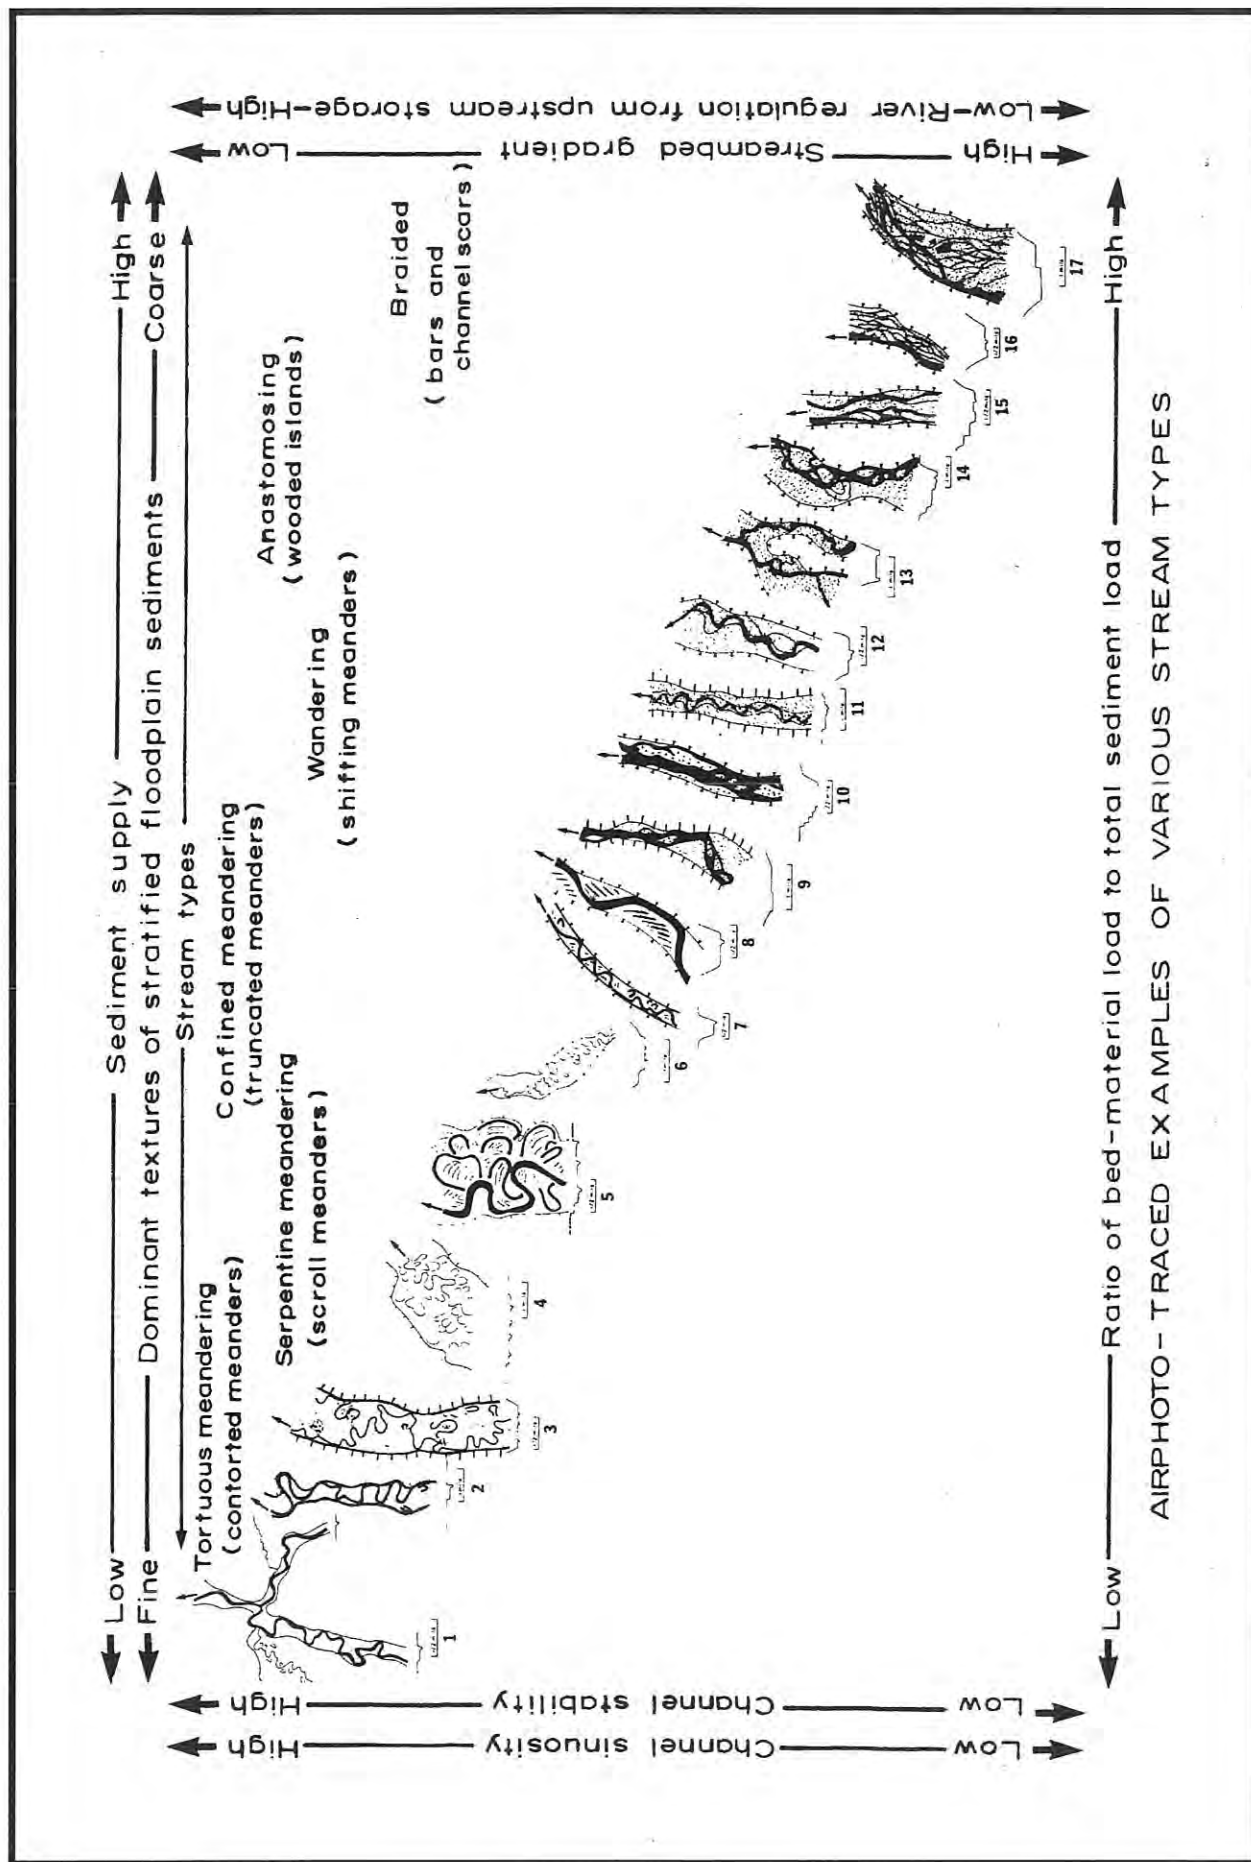 Low — Sediment supply — High
Fine — Dominant textures of stratified floodplain sediments — Coarse
Stream types
Tortuous meandering
(contorted meanders)
Serpentine meandering
(scroll meanders)
Confined meandering
(truncated meanders)
Wandering
(shifting meanders)
Anastomosing
(wooded islands)
Braided
(bars and
channel scars)
Low — Channel sinuosity — High
Low — Channel stability — High
High — Streambed gradient — Low
Low-River regulation from upstream storage-High
1
2
3
4
5
6
7
8
9
10
11
12
13
14
15
16
17
Low — Ratio of bed-material load to total sediment load — High
AIRPHOTO-TRACED EXAMPLES OF VARIOUS STREAM TYPES